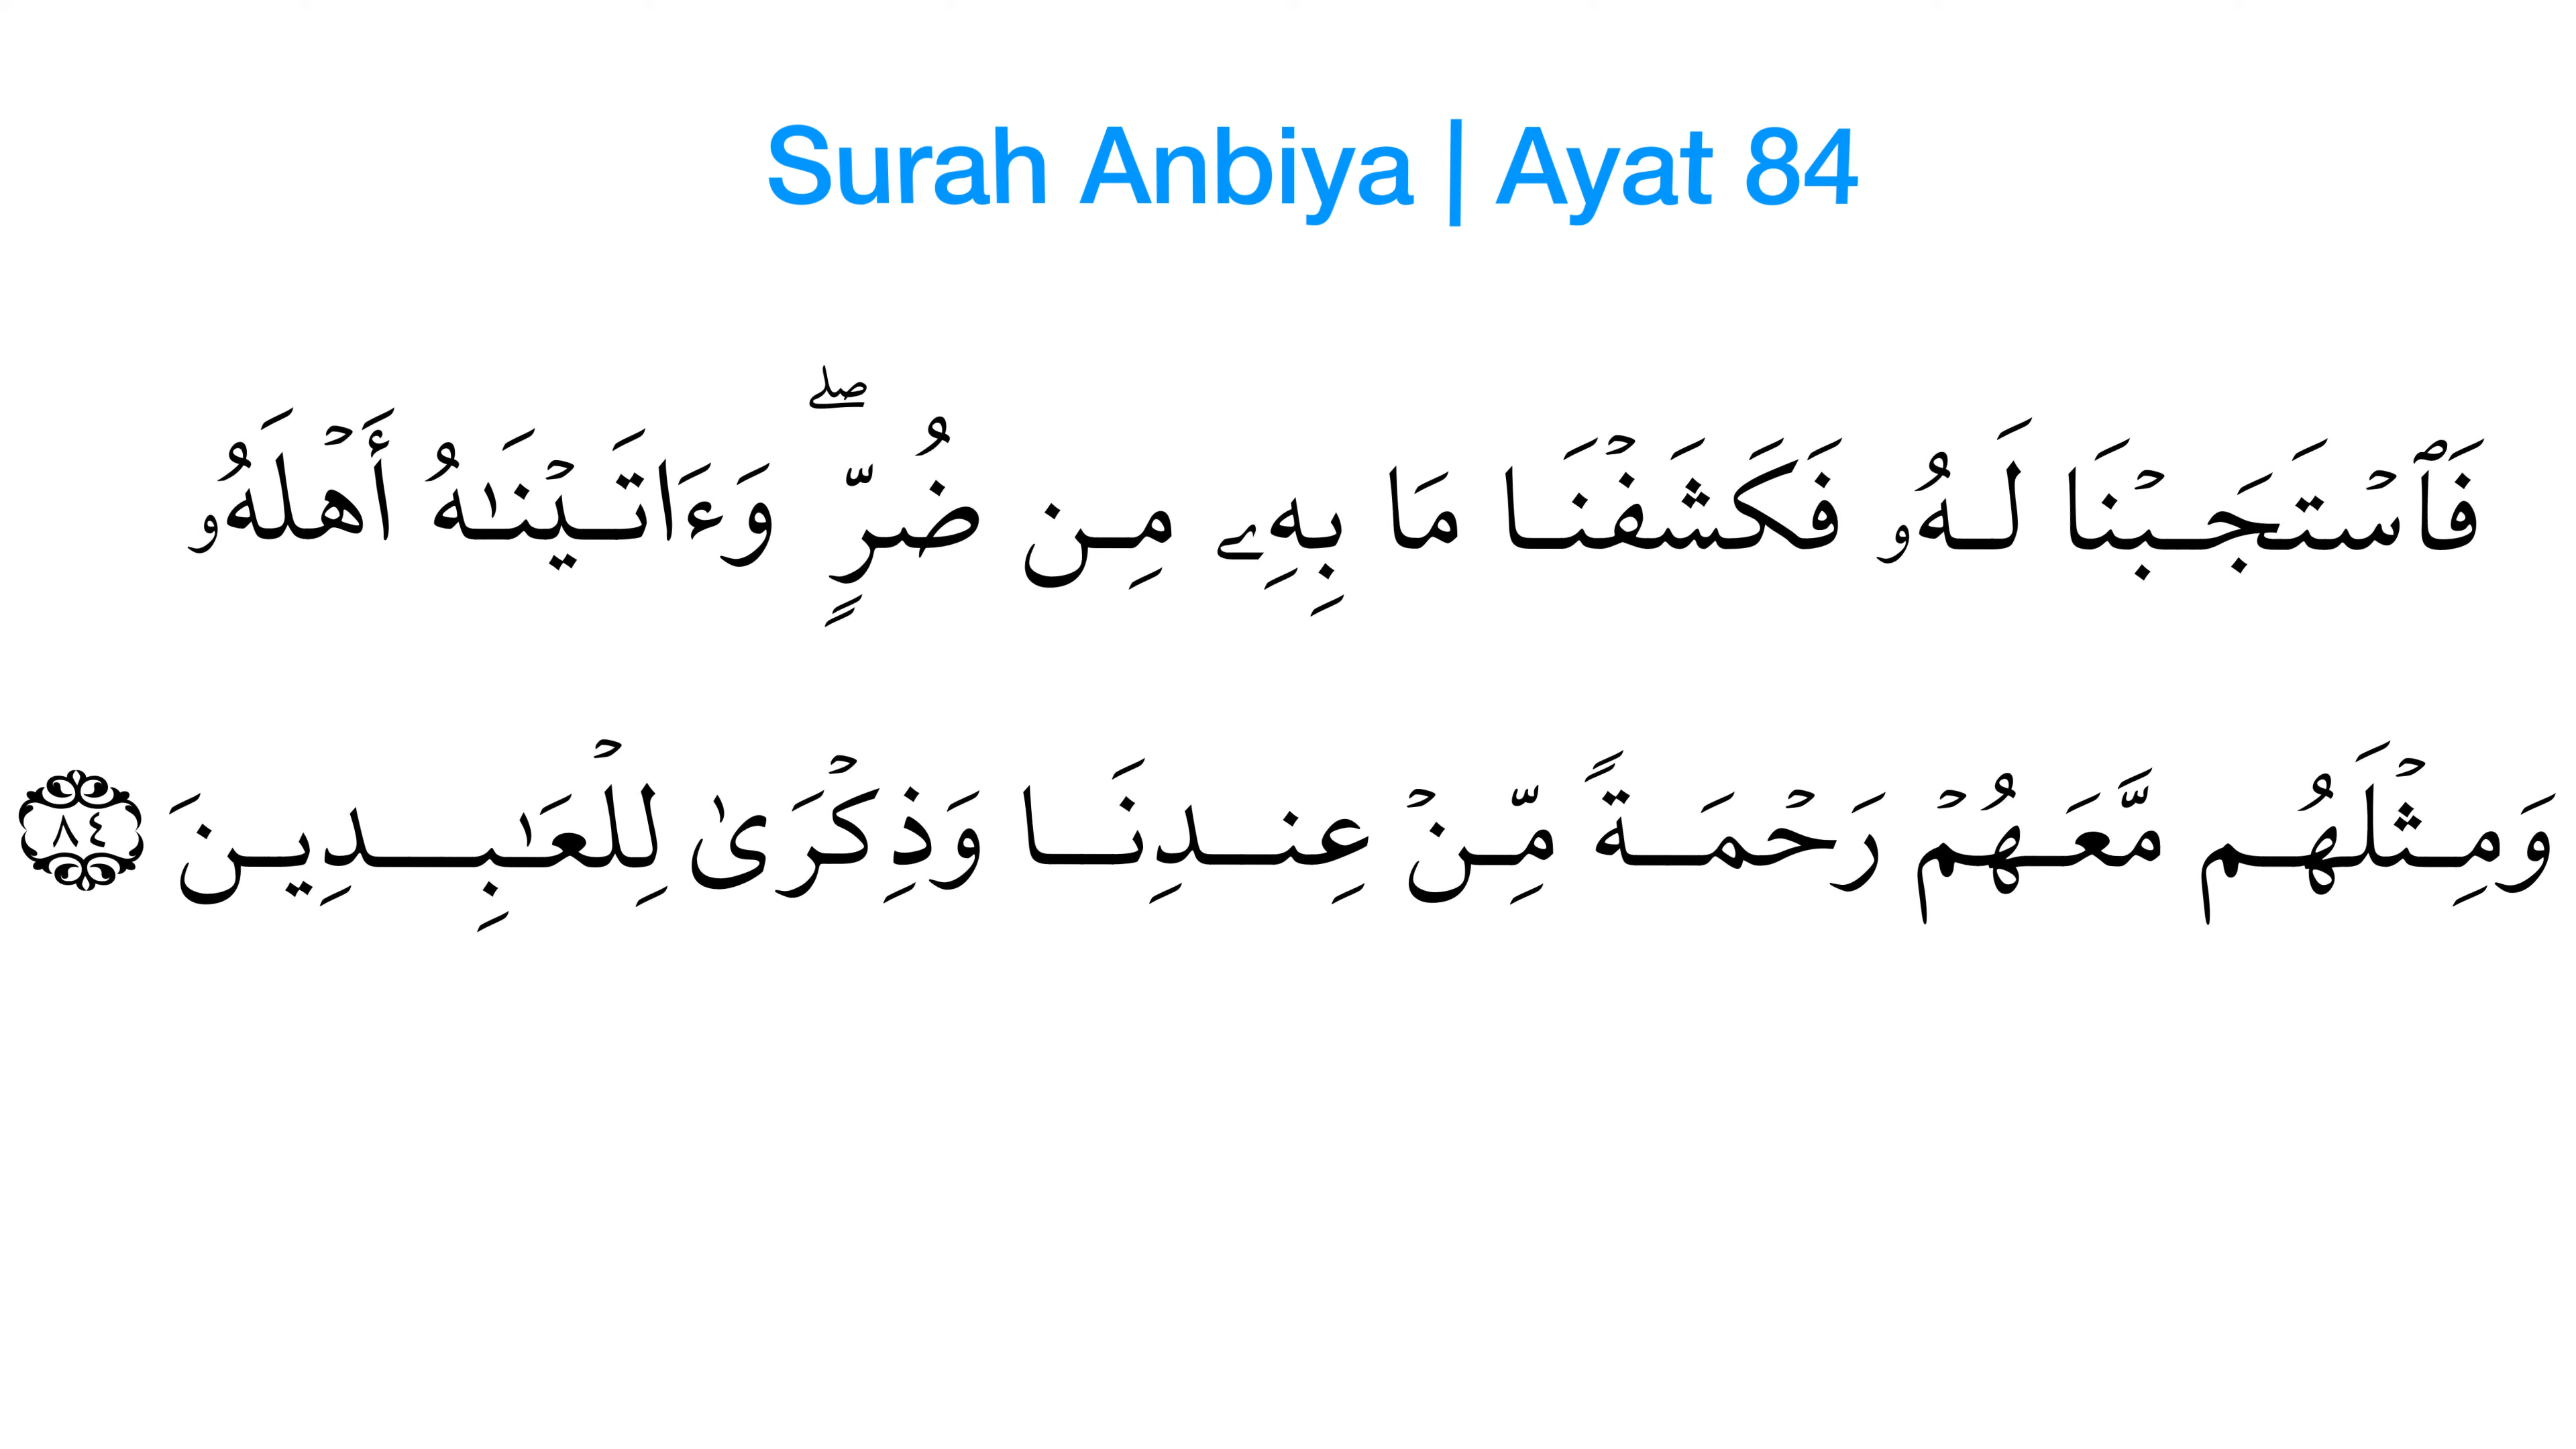 Surah Anbiya | Ayat 84
فَٱسۡتَجَبۡنَا لَهُۥ فَكَشَفۡنَا مَا بِهِۦ مِن ضُرّٖۖ وَءَاتَيۡنَٰهُ أَهۡلَهُۥ
وَمِثۡلَهُم مَّعَهُمۡ رَحۡمَةٗ مِّنۡ عِندِنَا وَذِكۡرَىٰ لِلۡعَٰبِدِينَ ٨٤